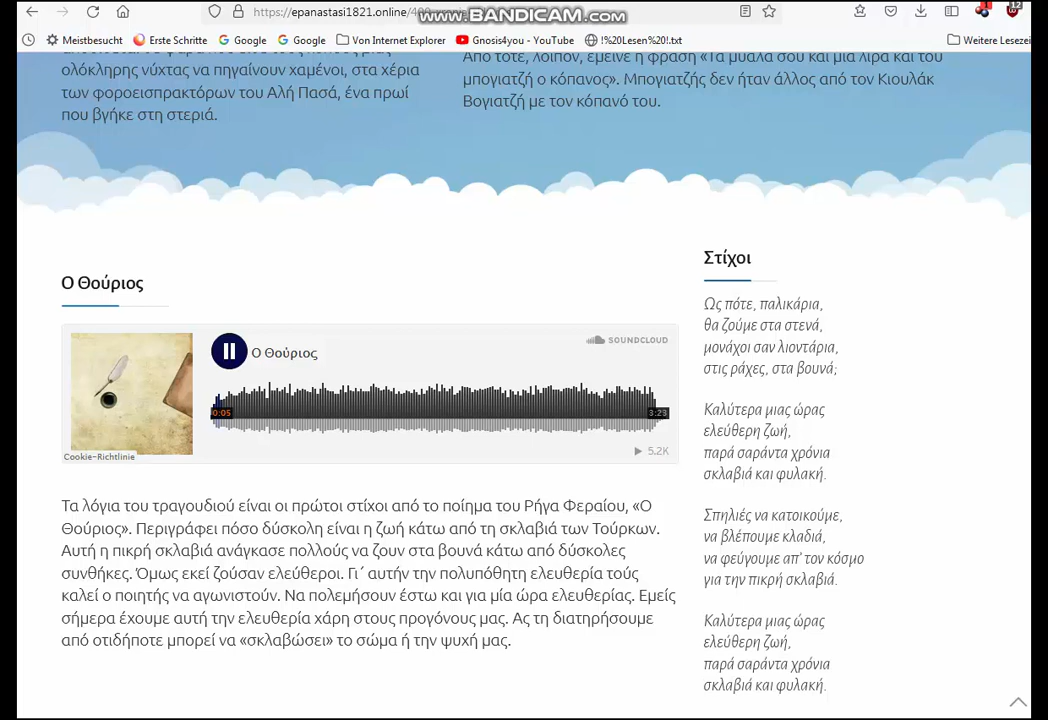 https://epanastasi1821.online/400
www.BANDICAM.com
12
Meistbesucht
Erste Schritte
Google
Google
Von Internet Explorer
Gnosis4you - YouTube
!%20Lesen%20!.txt
Weitere Lesezei
ολόκληρης νύχτας να πηγαίνουν χαμένοι, στα χέρια
των φοροεισπρακτόρων του Αλή Πασά, ένα πρωί
που βγήκε στη στεριά.
Από τότε, λοιπόν, έμεινε η φράση «Τα μυαλά σου και μια λίρα και του
μπογιατζή ο κόπανος». Μπογιατζής δεν ήταν άλλος από τον Κιουλάκ
Βογιατζή με τον κόπανό του.
Ο Θούριος
Ο Θούριος
SOUNDCLOUD
0:05
3:23
Cookie-Richtlinie
5.2K
Τα λόγια του τραγουδιού είναι οι πρώτοι στίχοι από το ποίημα του Ρήγα Φεραίου, «Ο
Θούριος». Περιγράφει πόσο δύσκολη είναι η ζωή κάτω από τη σκλαβιά των Τούρκων.
Αυτή η πικρή σκλαβιά ανάγκασε πολλούς να ζουν στα βουνά κάτω από δύσκολες
συνθήκες. Όμως εκεί ζούσαν ελεύθεροι. Γι΄ αυτήν την πολυπόθητη ελευθερία τούς
καλεί ο ποιητής να αγωνιστούν. Να πολεμήσουν έστω και για μία ώρα ελευθερίας. Εμείς
σήμερα έχουμε αυτή την ελευθερία χάρη στους προγόνους μας. Ας τη διατηρήσουμε
από οτιδήποτε μπορεί να «σκλαβώσει» το σώμα ή την ψυχή μας.
Στίχοι
Ως πότε, παλικάρια,
θα ζούμε στα στενά,
μονάχοι σαν λιοντάρια,
στις ράχες, στα βουνά;
Καλύτερα μιας ώρας
ελεύθερη ζωή,
παρά σαράντα χρόνια
σκλαβιά και φυλακή.
Σπηλιές να κατοικούμε,
να βλέπουμε κλαδιά,
να φεύγουμε απ' τον κόσμο
για την πικρή σκλαβιά.
Καλύτερα μιας ώρας
ελεύθερη ζωή,
παρά σαράντα χρόνια
σκλαβιά και φυλακή.